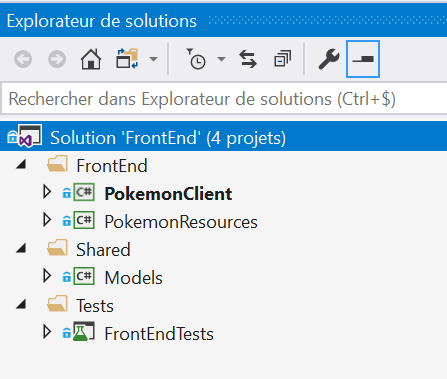 Explorateur de solutions
Rechercher dans Explorateur de solutions (Ctrl+$)
Solution 'FrontEnd' (4 projets)
FrontEnd
C# PokemonClient
C# PokemonResources
Shared
C# Models
Tests
FrontEndTests